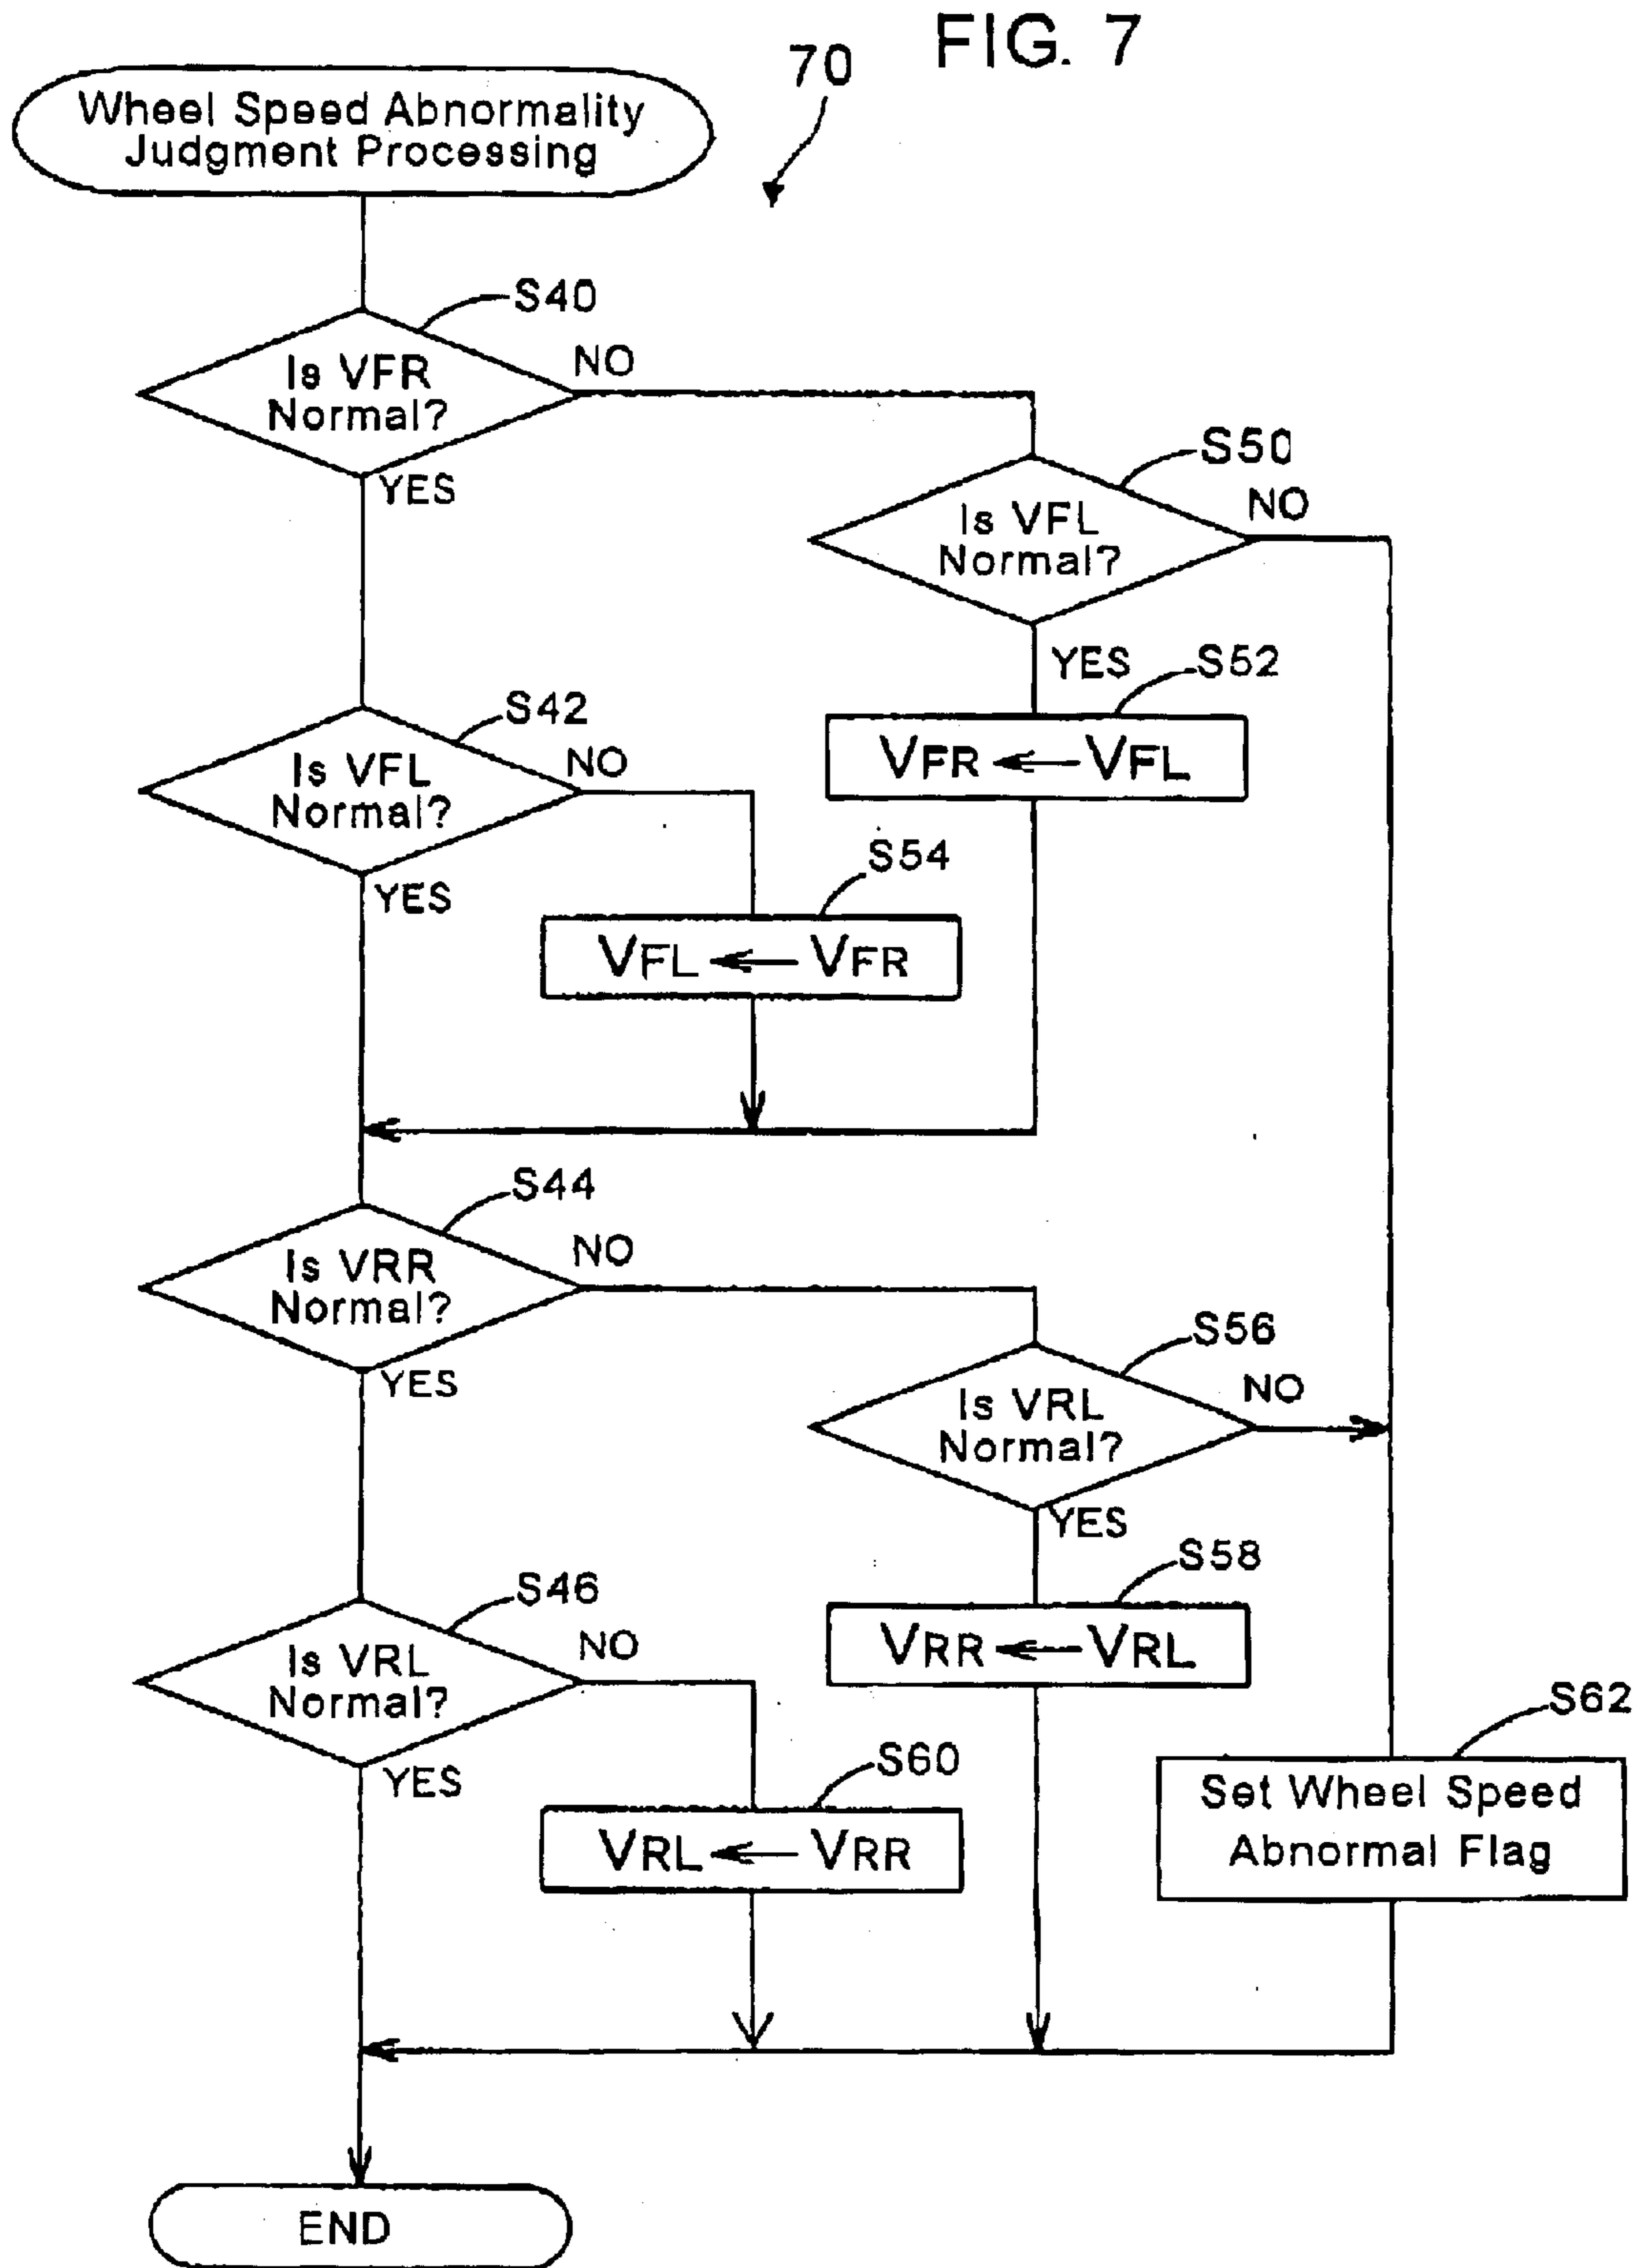 FIG. 7
70
Wheel Speed Abnormality
Judgment Processing
S40
Is VFR
Normal?
NO
YES
S50
Is VFL
Normal?
NO
YES
S52
VFR ← VFL
S42
Is VFL
Normal?
NO
YES
S54
VFL ← VFR
S44
Is VRR
Normal?
NO
YES
S56
Is VRL
Normal?
NO
YES
S58
VRR ← VRL
S46
Is VRL
Normal?
NO
YES
S60
VRL ← VRR
S62
Set Wheel Speed
Abnormal Flag
END